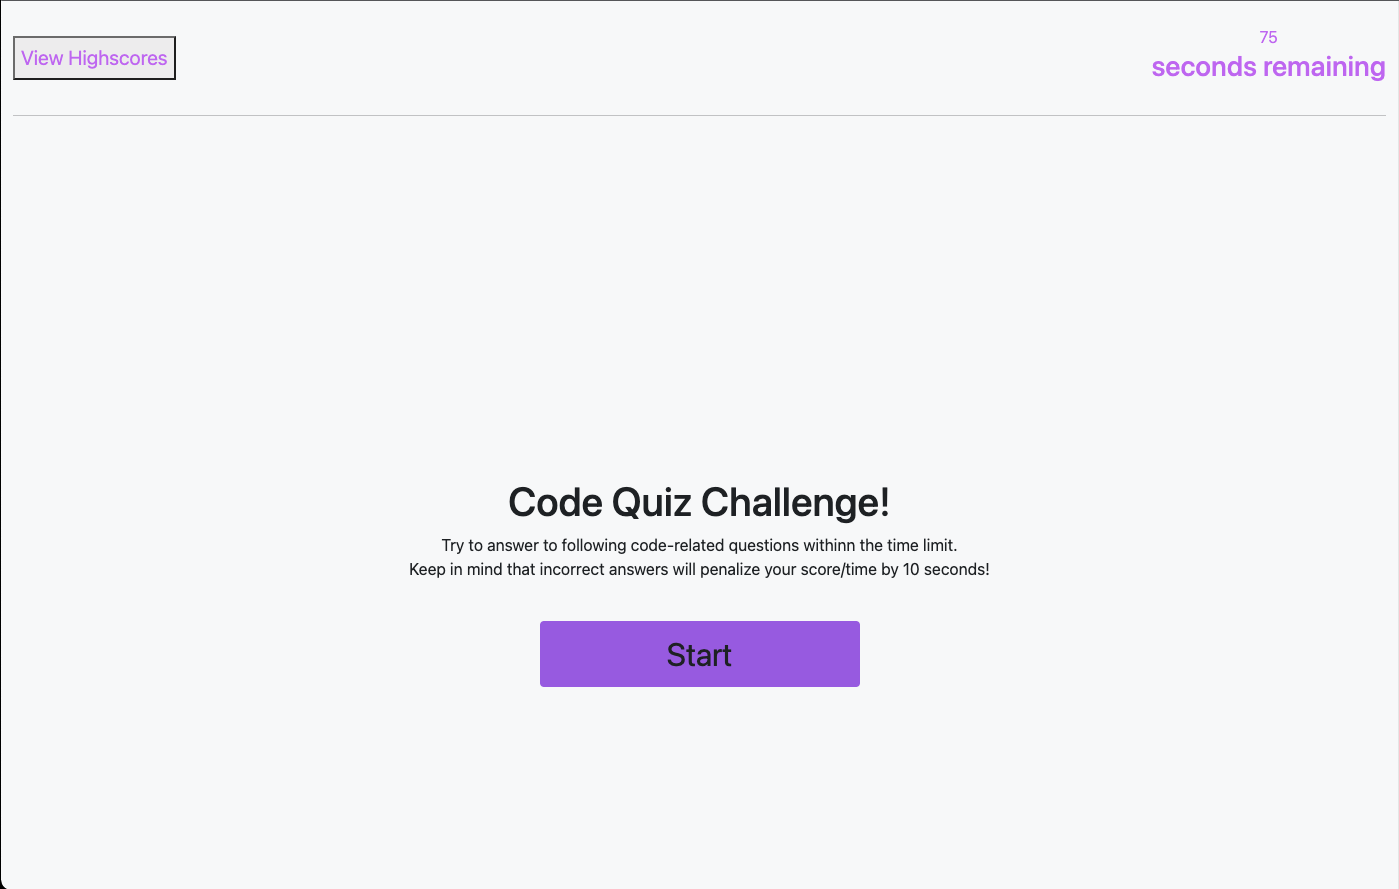 View Highscores
75
seconds remaining
Code Quiz Challenge!
Try to answer to following code-related questions withinn the time limit.
Keep in mind that incorrect answers will penalize your score/time by 10 seconds!
Start